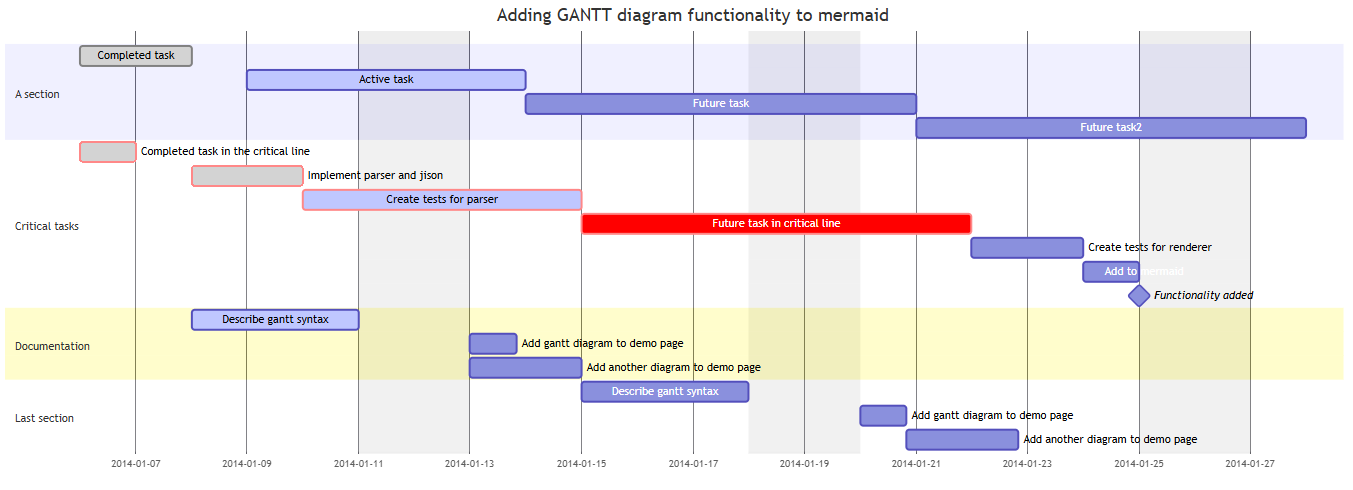 Adding GANTT diagram functionality to mermaid
Completed task
Active task
A section
Future task
Future task2
Completed task in the critical line
Implement parser and jison
Create tests for parser
Critical tasks
Future task in critical line
Create tests for renderer
Add to mermaid
Functionality added
Describe gantt syntax
Documentation
Add gantt diagram to demo page
Add another diagram to demo page
Describe gantt syntax
Last section
Add gantt diagram to demo page
Add another diagram to demo page
2014-01-07 2014-01-09 2014-01-11 2014-01-13 2014-01-15 2014-01-17 2014-01-19 2014-01-21 2014-01-23 2014-01-25 2014-01-27